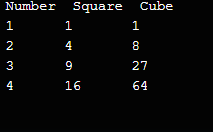 Number  Square  Cube
1       1       1
2       4       8
3       9       27
4       16      64